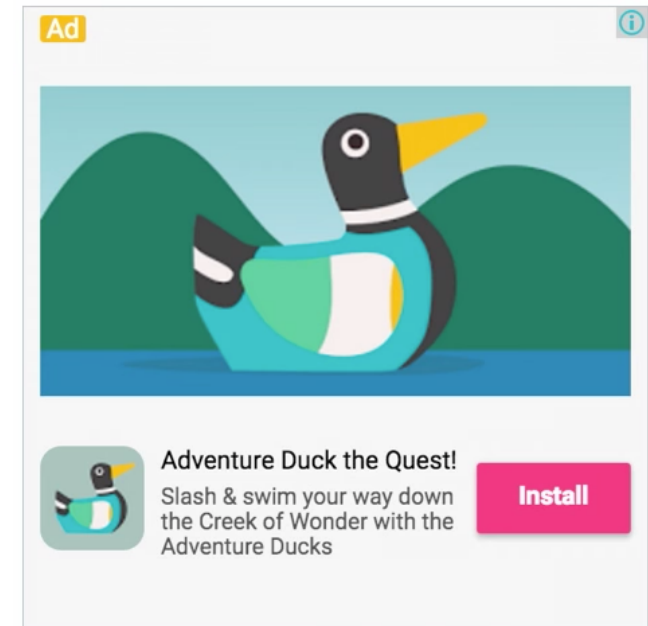 Ad
Adventure Duck the Quest!
Slash & swim your way down
the Creek of Wonder with the
Adventure Ducks
Install